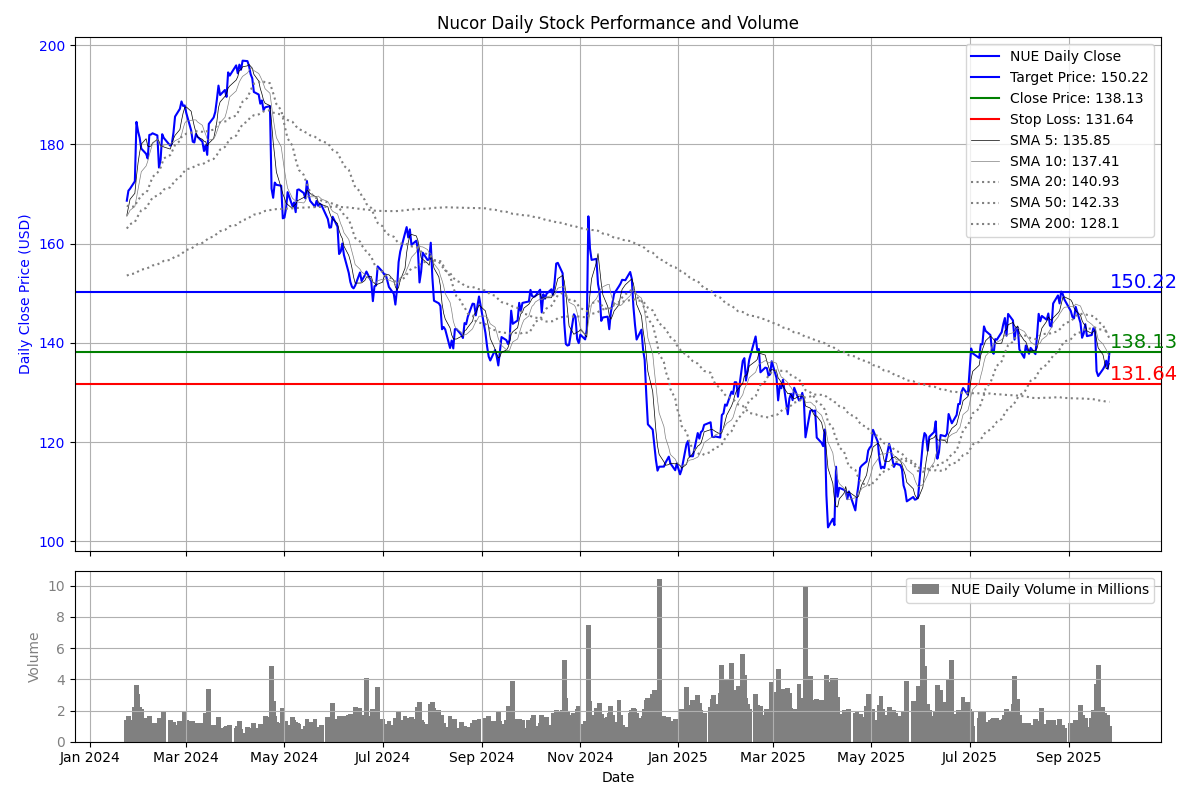 Nucor Daily Stock Performance and Volume
Daily Close Price (USD)
200
180
160
140
120
100
NUE Daily Close
Target Price: 150.22
Close Price: 138.13
Stop Loss: 131.64
SMA 5: 135.85
SMA 10: 137.41
SMA 20: 140.93
SMA 50: 142.33
SMA 200: 128.1
150.22
138.13
131.64
Volume
10
8
6
4
2
0
NUE Daily Volume in Millions
Jan 2024 Mar 2024 May 2024 Jul 2024 Sep 2024 Nov 2024 Jan 2025 Mar 2025 May 2025 Jul 2025 Sep 2025
Date